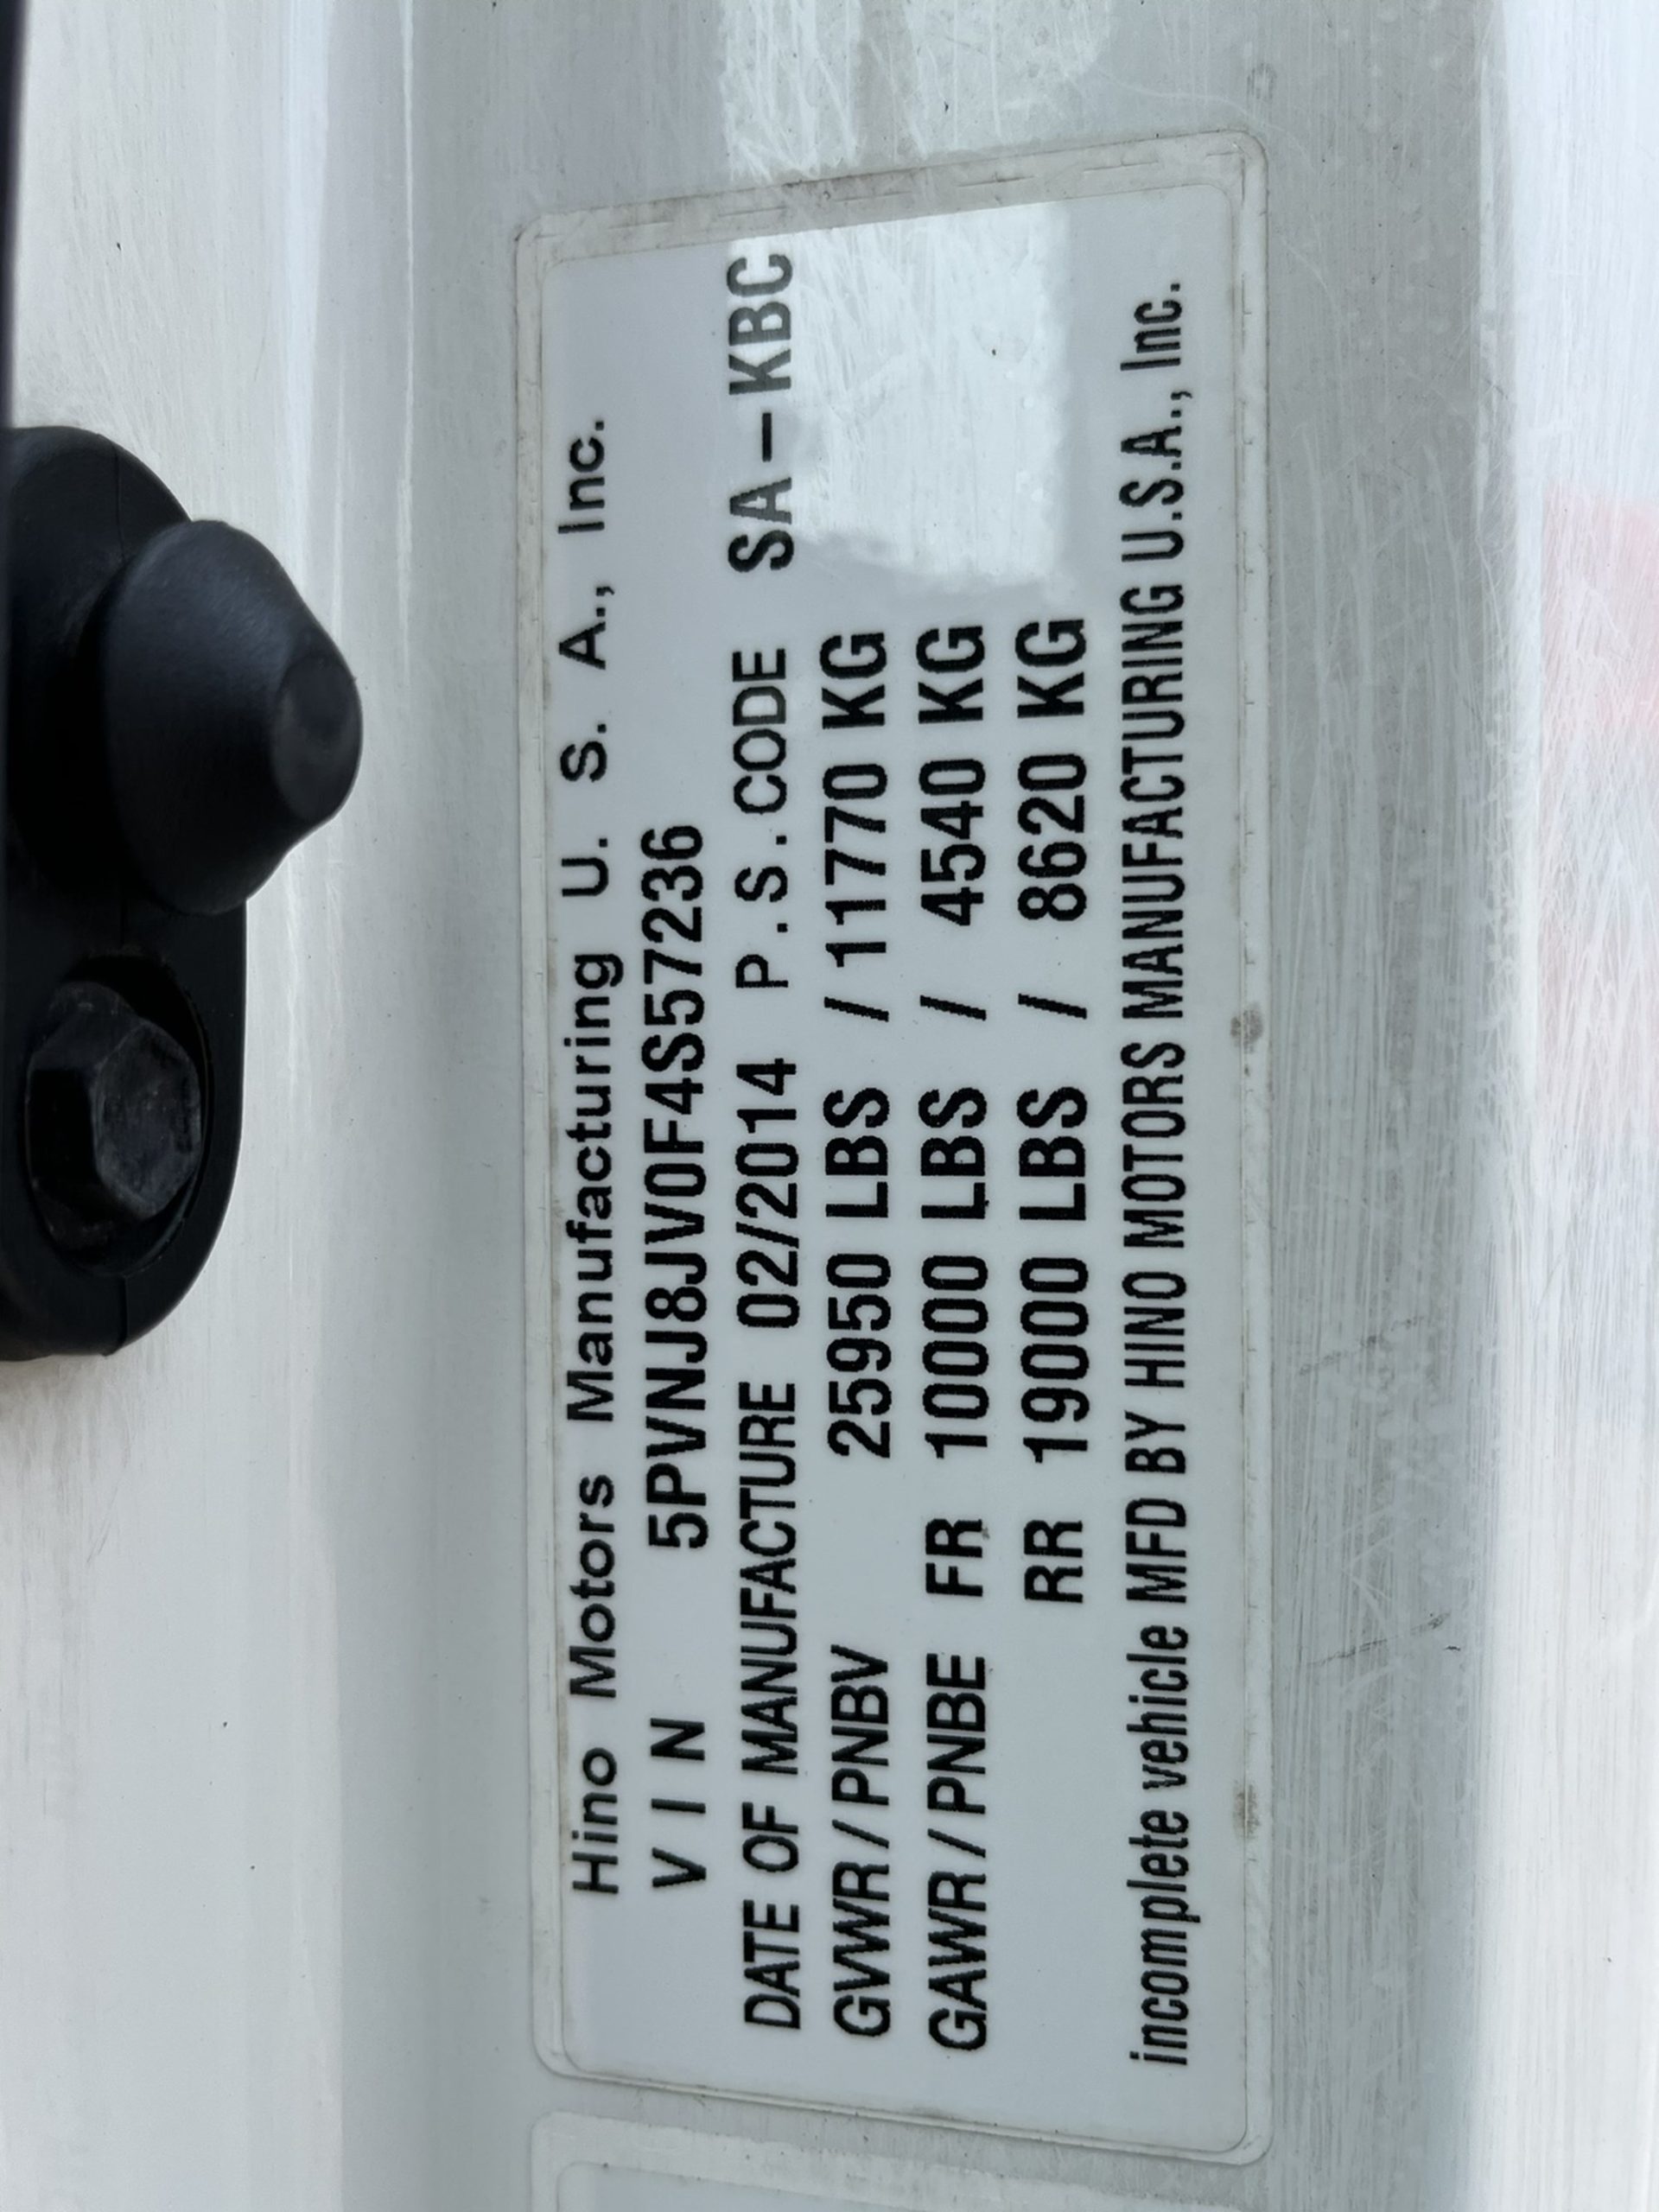 Hino Motors Manufacturing U. S. A., Inc.
V I N 5PVNJ8JV0F4S57236
DATE OF MANUFACTURE 02/2014 P.S.CODE SA-KBC
GVWR/PNBV 25950 LBS / 11770 KG
GAWR/PNBE FR 10000 LBS / 4540 KG
RR 19000 LBS / 8620 KG
incomplete vehicle MFD BY HINO MOTORS MANUFACTURING U.S.A., Inc.